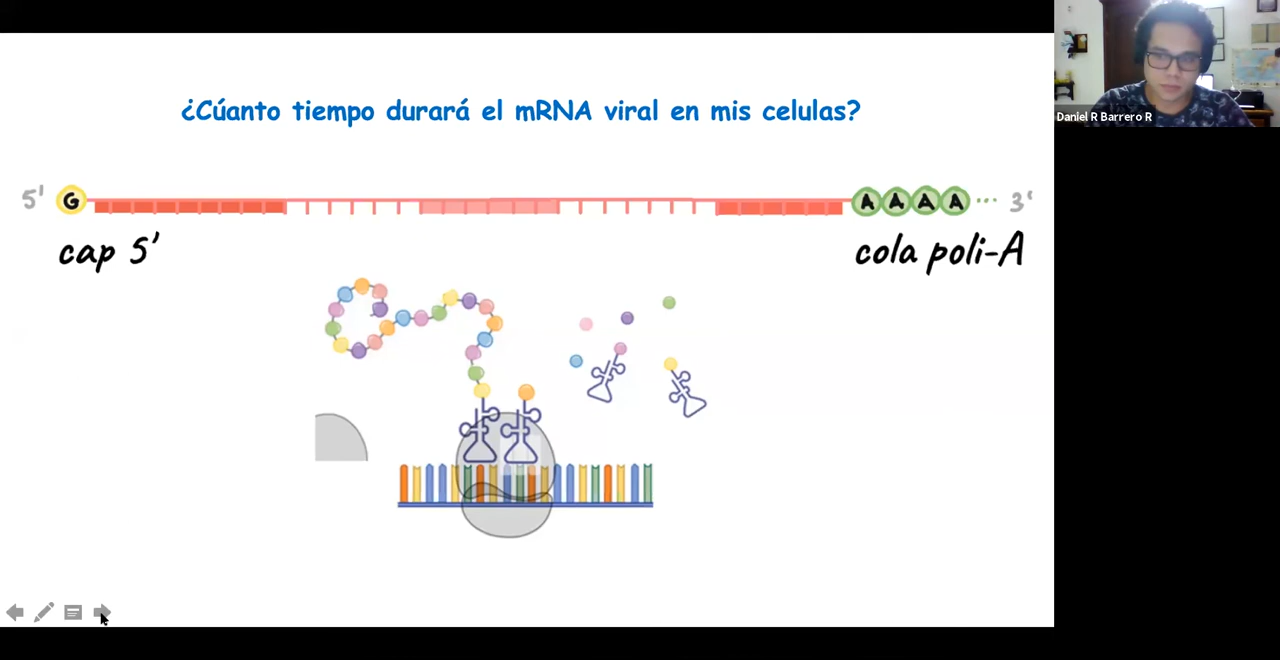 ¿Cúanto tiempo durará el mRNA viral en mis celulas?
Daniel R Barrero R
5' G A A A A ... 3'
cap 5' cola poli-A